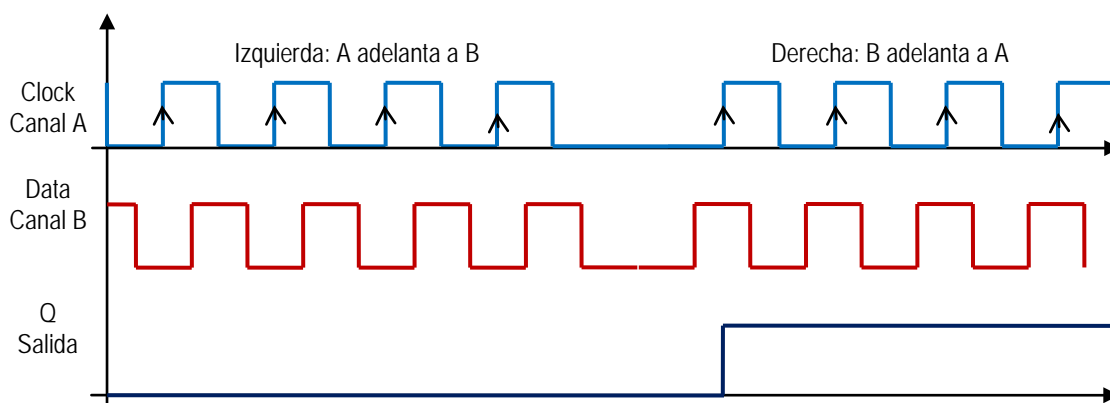 Izquierda: A adelanta a B
Derecha: B adelanta a A
Clock
Canal A
Data
Canal B
Q
Salida